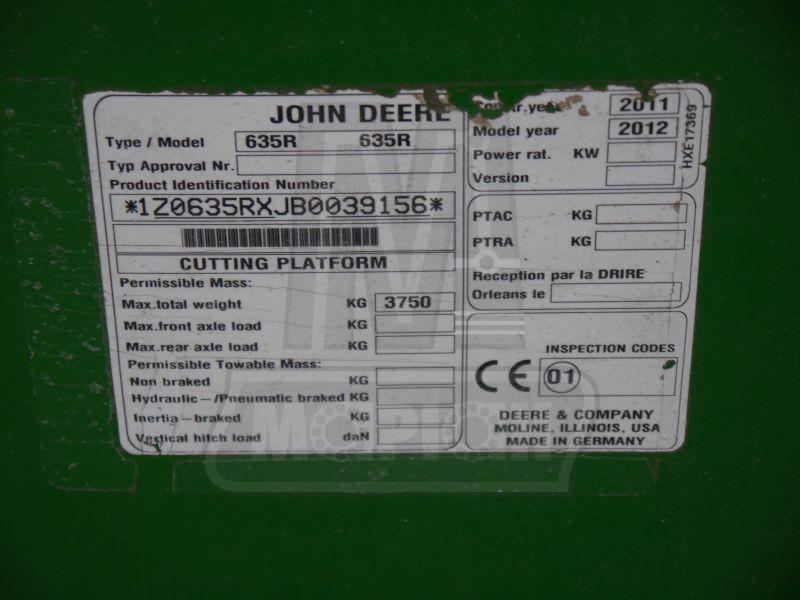 JOHN DEERE
Type / Model 635R 635R
Typ Approval Nr.
Product Identification Number
*1Z0635RXJB0039156*
CUTTING PLATFORM
Permissible Mass:
Max.total weight KG 3750
Max.front axle load KG
Max.rear axle load KG
Permissible Towable Mass:
Non braked KG
Hydraulic-/Pneumatic braked KG
Inertia-braked KG
Vertical hitch load daN
Constr.year 2011
Model year 2012
Power rat. KW
Version
HXE17369
PTAC KG
PTRA KG
Reception par la DRIRE
Orleans le
INSPECTION CODES
CE 01
DEERE & COMPANY
MOLINE, ILLINOIS, USA
MADE IN GERMANY